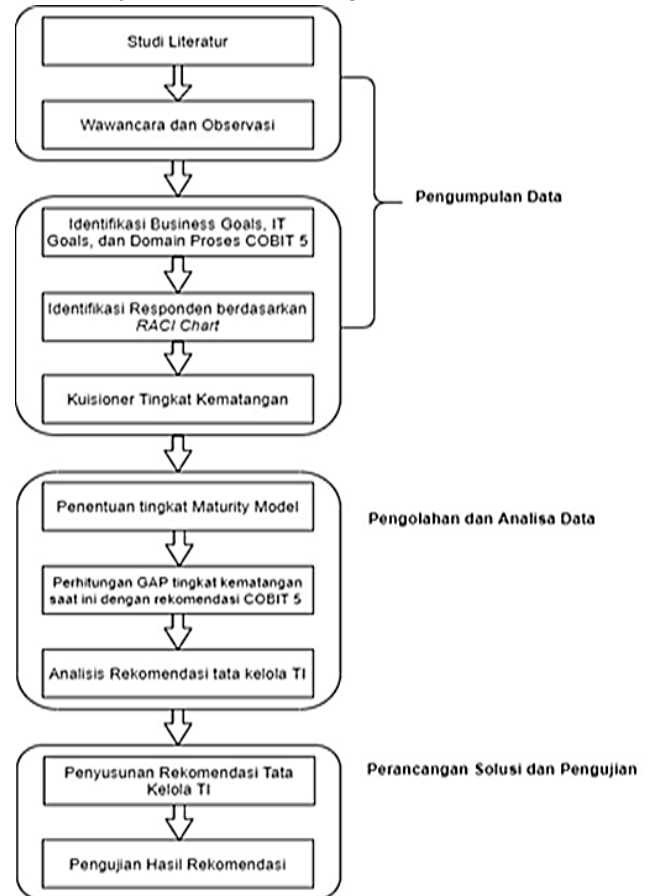 Studi Literatur
Wawancara dan Observasi
Pengumpulan Data
Identifikasi Business Goals, IT
Goals, dan Domain Proses COBIT 5
Identifikasi Responden berdasarkan
RACI Chart
Kuisioner Tingkat Kematangan
Penentuan tingkat Maturity Model
Pengolahan dan Analisa Data
Perhitungan GAP tingkat kematangan
saat ini dengan rekomendasi COBIT 5
Analisis Rekomendasi tata kelola TI
Penyusunan Rekomendasi Tata
Kelola TI
Perancangan Solusi dan Pengujian
Pengujian Hasil Rekomendasi